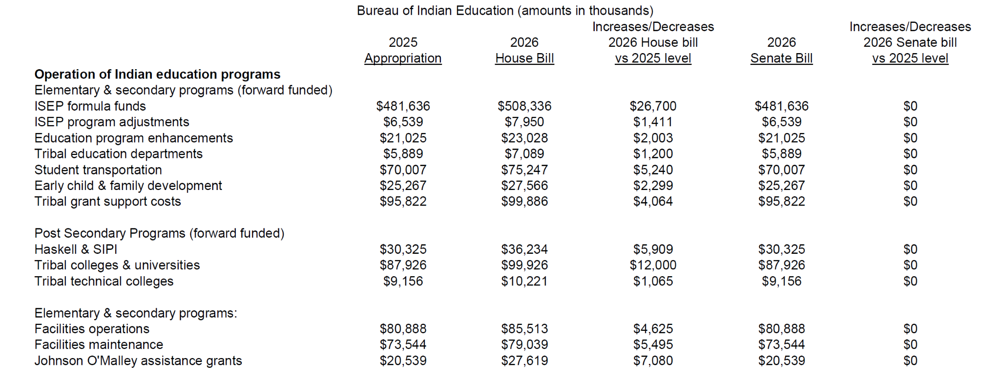 Bureau of Indian Education (amounts in thousands)
Increases/Decreases Increases/Decreases
2025 2026 2026 House bill 2026 2026 Senate bill
Appropriation House Bill vs 2025 level Senate Bill vs 2025 level
Operation of Indian education programs
Elementary & secondary programs (forward funded)
ISEP formula funds $481,636 $508,336 $26,700 $481,636 $0
ISEP program adjustments $6,539 $7,950 $1,411 $6,539 $0
Education program enhancements $21,025 $23,028 $2,003 $21,025 $0
Tribal education departments $5,889 $7,089 $1,200 $5,889 $0
Student transportation $70,007 $75,247 $5,240 $70,007 $0
Early child & family development $25,267 $27,566 $2,299 $25,267 $0
Tribal grant support costs $95,822 $99,886 $4,064 $95,822 $0
Post Secondary Programs (forward funded)
Haskell & SIPI $30,325 $36,234 $5,909 $30,325 $0
Tribal colleges & universities $87,926 $99,926 $12,000 $87,926 $0
Tribal technical colleges $9,156 $10,221 $1,065 $9,156 $0
Elementary & secondary programs:
Facilities operations $80,888 $85,513 $4,625 $80,888 $0
Facilities maintenance $73,544 $79,039 $5,495 $73,544 $0
Johnson O'Malley assistance grants $20,539 $27,619 $7,080 $20,539 $0